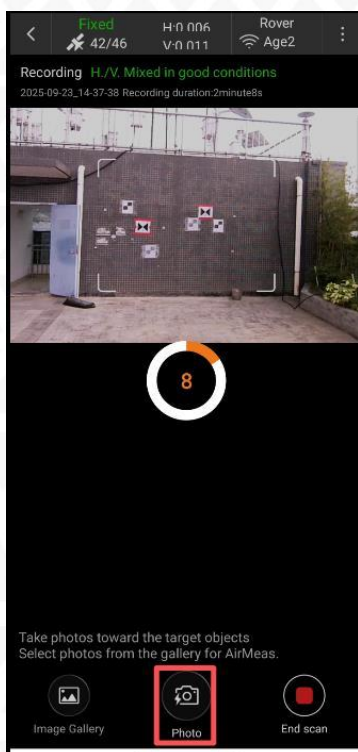 Fixed
42/46
H:0.006
V:0.011
Rover
Age2
Recording H./V. Mixed in good conditions
2025-09-23_14-37-38 Recording duration:2minute8s
8
Take photos toward the target objects
Select photos from the gallery for AirMeas.
Image Gallery
Photo
End scan